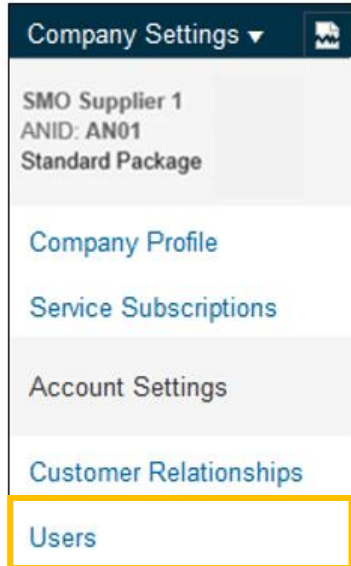 Company Settings ▾
SMO Supplier 1
ANID: AN01
Standard Package
Company Profile
Service Subscriptions
Account Settings
Customer Relationships
Users